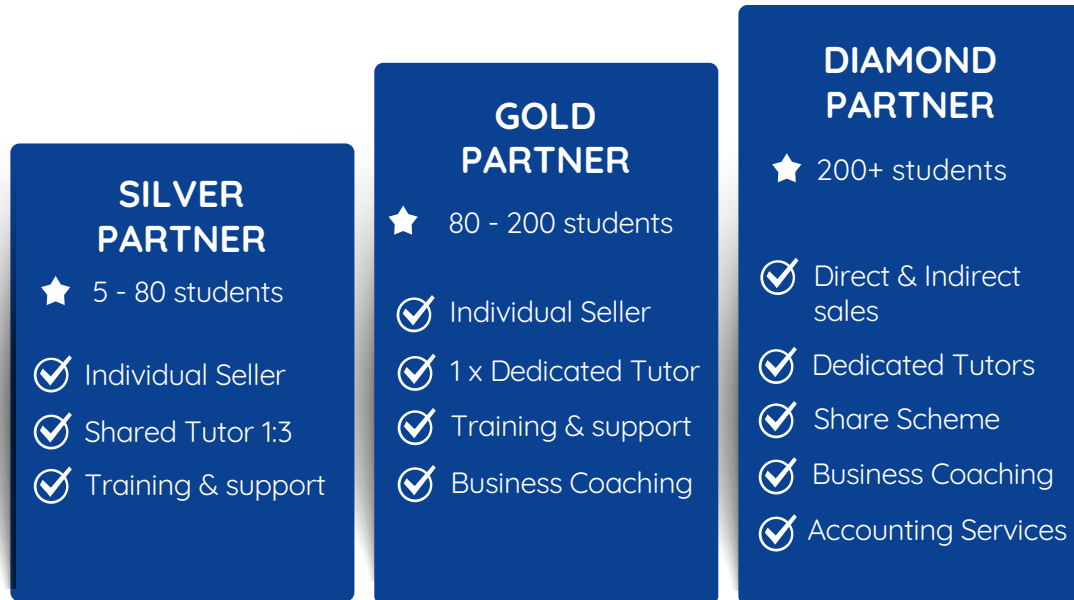 SILVER
PARTNER
5 - 80 students
Individual Seller
Shared Tutor 1:3
Training & support
GOLD
PARTNER
80 - 200 students
Individual Seller
1 x Dedicated Tutor
Training & support
Business Coaching
DIAMOND
PARTNER
200+ students
Direct & Indirect
sales
Dedicated Tutors
Share Scheme
Business Coaching
Accounting Services